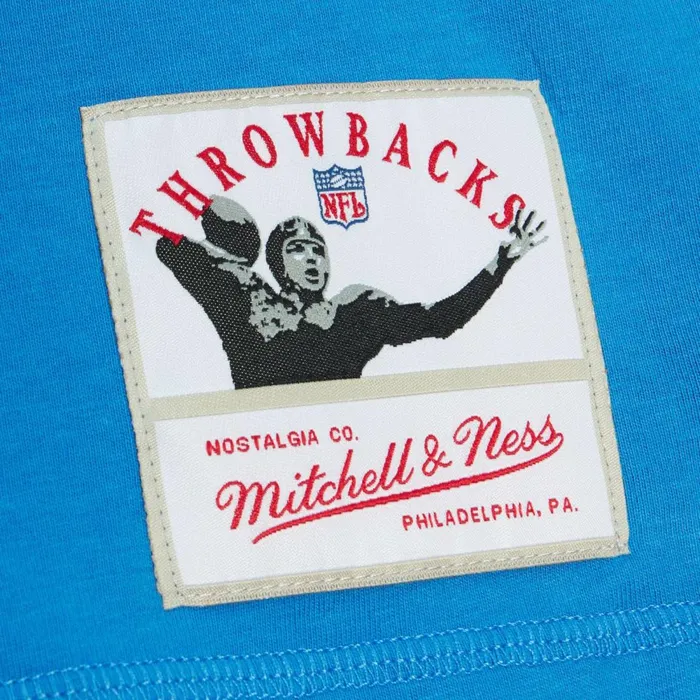 THROWBACKS
NFL
NOSTALGIA CO.
Mitchell & Ness
PHILADELPHIA, PA.